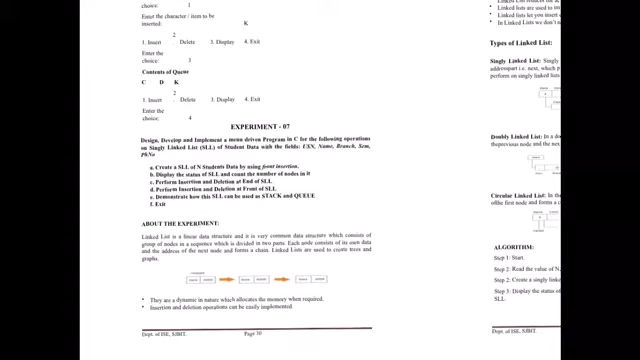 choice: 1
Enter the character / item to be
inserted: K
2
1. Insert . Delete 3. Display 4. Exit
Enter the
choice: 3
Contents of Queue
C D K
2
1. Insert . Delete 3. Display 4. Exit
Enter the
choice: 4
EXPERIMENT - 07
Design, Develop and Implement a menu driven Program in C for the following operations
on Singly Linked List (SLL) of Student Data with the fields: USN, Name, Branch, Sem,
PhNo
a. Create a SLL of N Students Data by using front insertion.
b. Display the status of SLL and count the number of nodes in it
c. Perform Insertion and Deletion at End of SLL
d. Perform Insertion and Deletion at Front of SLL
e. Demonstrate how this SLL can be used as STACK and QUEUE
f. Exit
ABOUT THE EXPERIMENT:
Linked List is a linear data structure and it is very common data structure which consists of
group of nodes in a sequence which is divided in two parts. Each node consists of its own data
and the address of the next node and forms a chain. Linked Lists are used to create trees and
graphs.
• They are a dynamic in nature which allocates the memory when required.
• Insertion and deletion operations can be easily implemented.
Dept. of ISE, SJBIT. Page 30
• Linked lists are used to
• Linked lists let you insert e
• In Linked Lists we don't
Types of Linked List:
Singly Linked List: Singly
addresspart i.e. next, which p
perform on singly linked lists
Doubly Linked List: In a do
theprevious node and the nex
Circular Linked List: In the
ofthe first node and forms a c
ALGORITHM:
Step 1: Start.
Step 2: Read the value of N.
Step 2: Create a singly linked
Step 3: Display the status of
SLL.
Dept. of ISE, SJBIT.